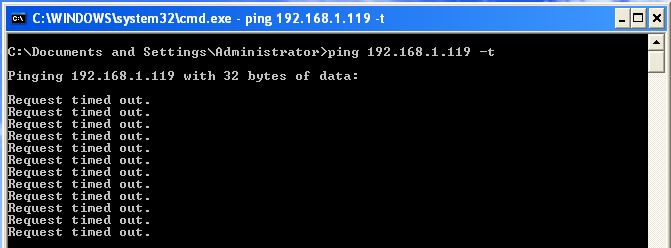 C:\WINDOWS\system32\cmd.exe - ping 192.168.1.119 -t
C:\Documents and Settings\Administrator>ping 192.168.1.119 -t
Pinging 192.168.1.119 with 32 bytes of data:
Request timed out.
Request timed out.
Request timed out.
Request timed out.
Request timed out.
Request timed out.
Request timed out.
Request timed out.
Request timed out.
Request timed out.
Request timed out.
Request timed out.